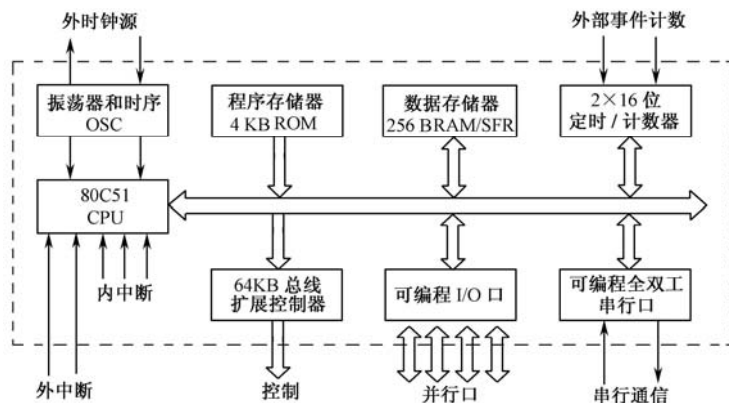 外时钟源
外部事件计数
振荡器和时序
OSC
程序存储器
4 KB ROM
数据存储器
256 BRAM/SFR
2×16 位
定时 / 计数器
80C51
CPU
内中断
64KB 总线
扩展控制器
可编程 I/O 口
可编程全双工
串行口
外中断
控制
并行口
串行通信